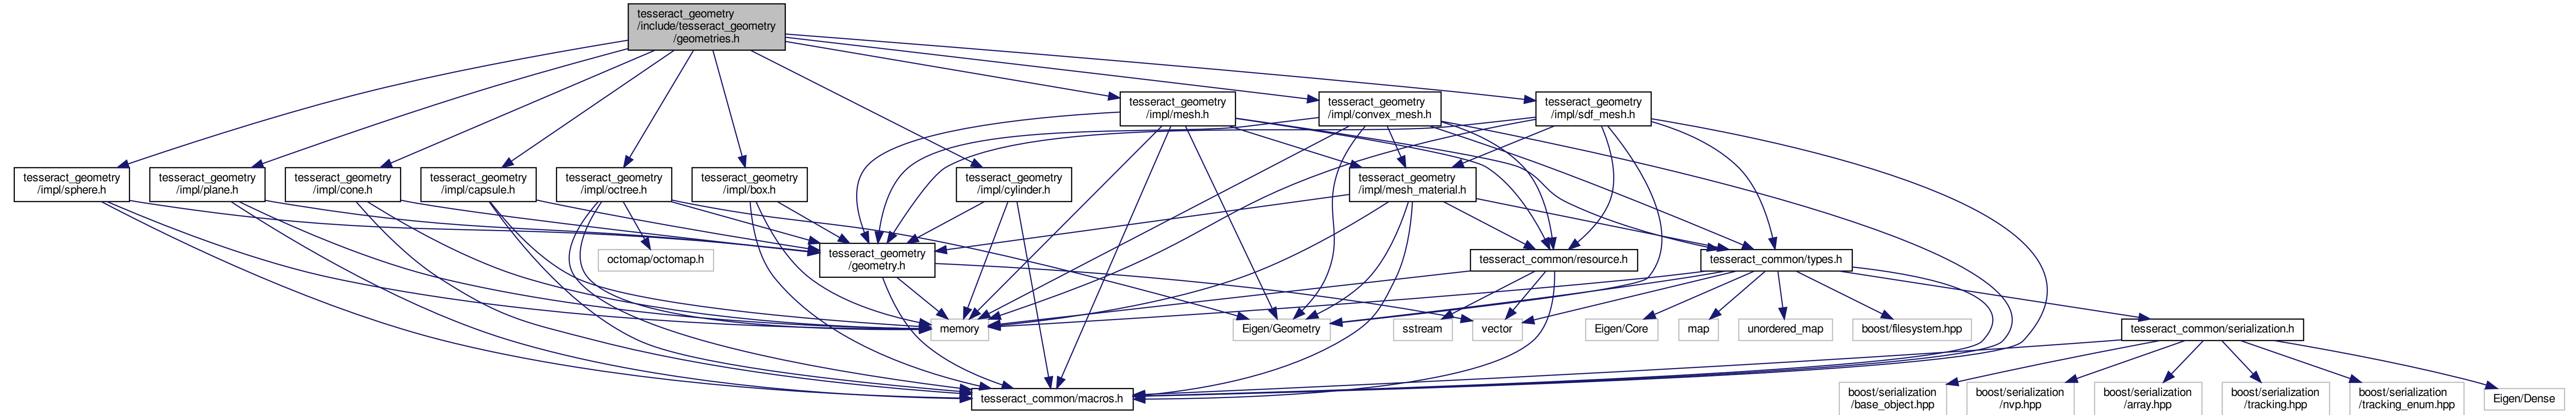 tesseract_geometry
/include/tesseract_geometry
/geometries.h
tesseract_geometry
/impl/mesh.h
tesseract_geometry
/impl/convex_mesh.h
tesseract_geometry
/impl/sdf_mesh.h
tesseract_geometry
/impl/sphere.h
tesseract_geometry
/impl/plane.h
tesseract_geometry
/impl/cone.h
tesseract_geometry
/impl/capsule.h
tesseract_geometry
/impl/octree.h
tesseract_geometry
/impl/box.h
tesseract_geometry
/impl/cylinder.h
tesseract_geometry
/impl/mesh_material.h
octomap/octomap.h
tesseract_geometry
/geometry.h
tesseract_common/resource.h
tesseract_common/types.h
memory
Eigen/Geometry
sstream
vector
Eigen/Core
map
unordered_map
boost/filesystem.hpp
tesseract_common/serialization.h
tesseract_common/macros.h
boost/serialization
/base_object.hpp
boost/serialization
/nvp.hpp
boost/serialization
/array.hpp
boost/serialization
/tracking.hpp
boost/serialization
/tracking_enum.hpp
Eigen/Dense